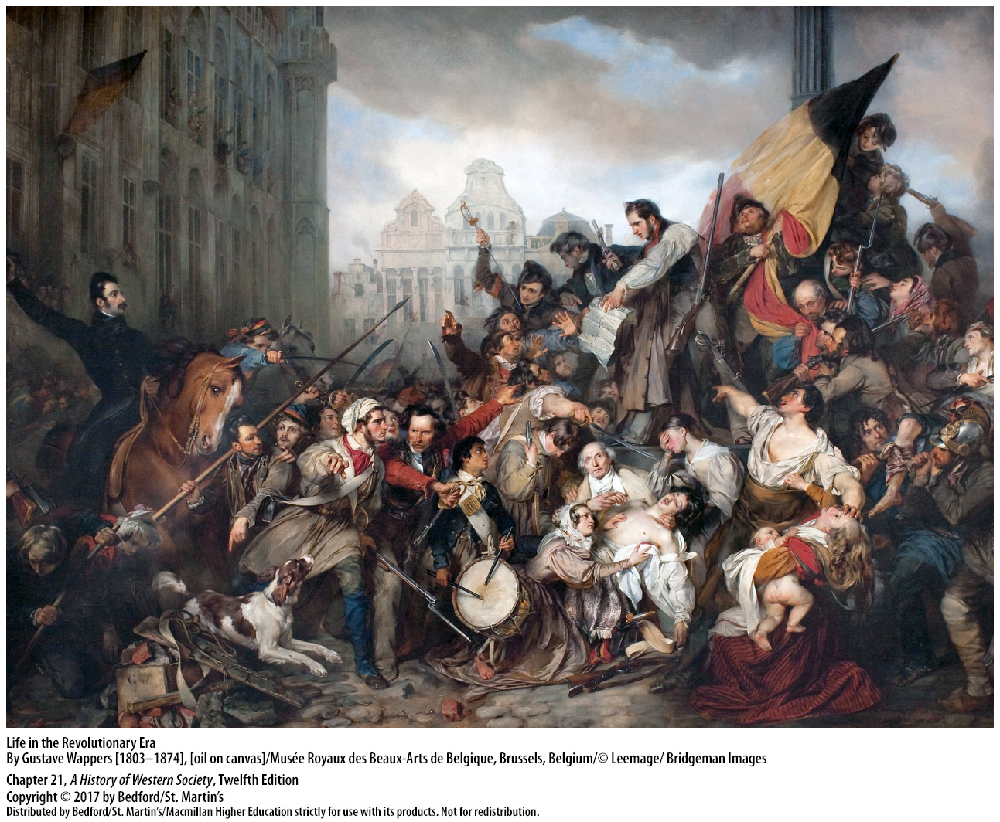 G W
Life in the Revolutionary Era
By Gustave Wappers [1803–1874], [oil on canvas]/Musée Royaux des Beaux-Arts de Belgique, Brussels, Belgium/© Leemage/ Bridgeman Images
Chapter 21, A History of Western Society, Twelfth Edition
Copyright © 2017 by Bedford/St. Martin’s
Distributed by Bedford/St. Martin’s/Macmillan Higher Education strictly for use with its products. Not for redistribution.